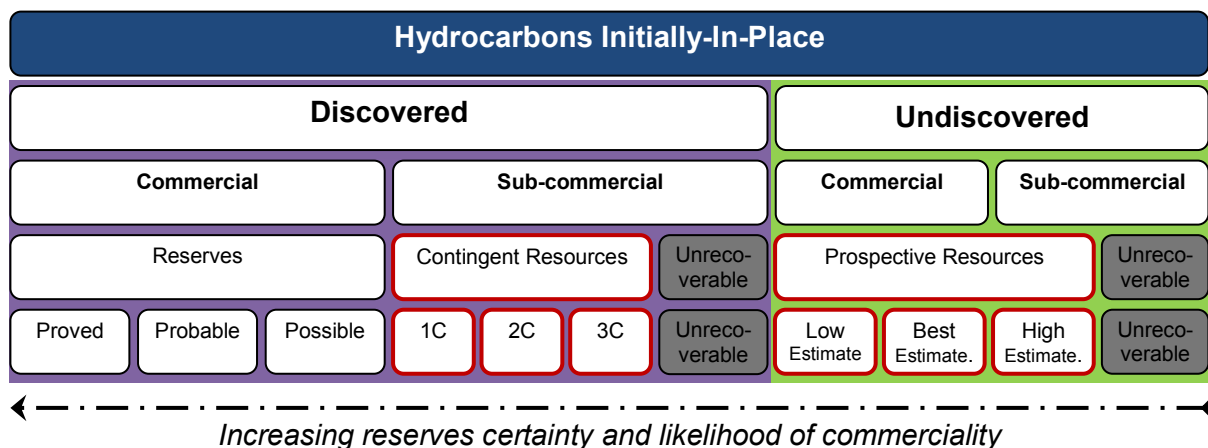 Hydrocarbons Initially-In-Place
Discovered
Undiscovered
Commercial
Sub-commercial
Commercial
Sub-commercial
Reserves
Contingent Resources
Unreco-
verable
Prospective Resources
Unreco-
verable
Proved
Probable
Possible
1C
2C
3C
Unreco-
verable
Low
Estimate
Best
Estimate.
High
Estimate.
Unreco-
verable
Increasing reserves certainty and likelihood of commerciality